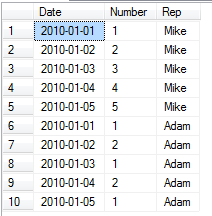 Date Number Rep
1 2010-01-01 1 Mike
2 2010-01-02 2 Mike
3 2010-01-03 3 Mike
4 2010-01-04 4 Mike
5 2010-01-05 5 Mike
6 2010-01-01 1 Adam
7 2010-01-02 2 Adam
8 2010-01-03 1 Adam
9 2010-01-04 2 Adam
10 2010-01-05 1 Adam